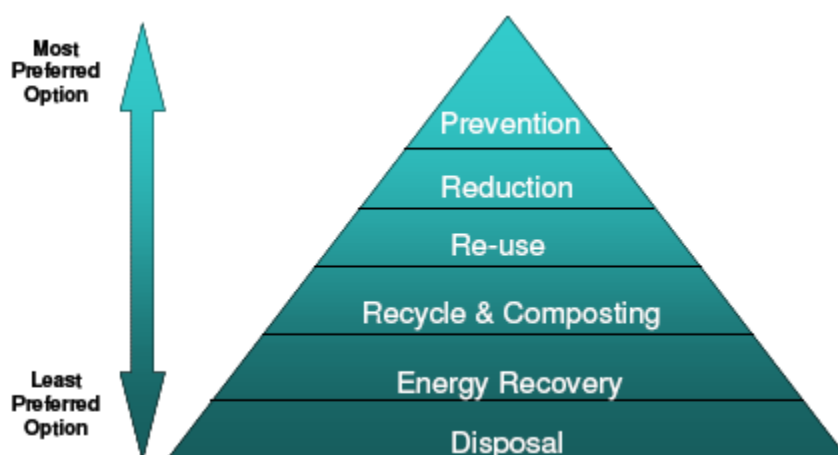 Most
Preferred
Option
Prevention
Reduction
Re-use
Recycle & Composting
Energy Recovery
Disposal
Least
Preferred
Option